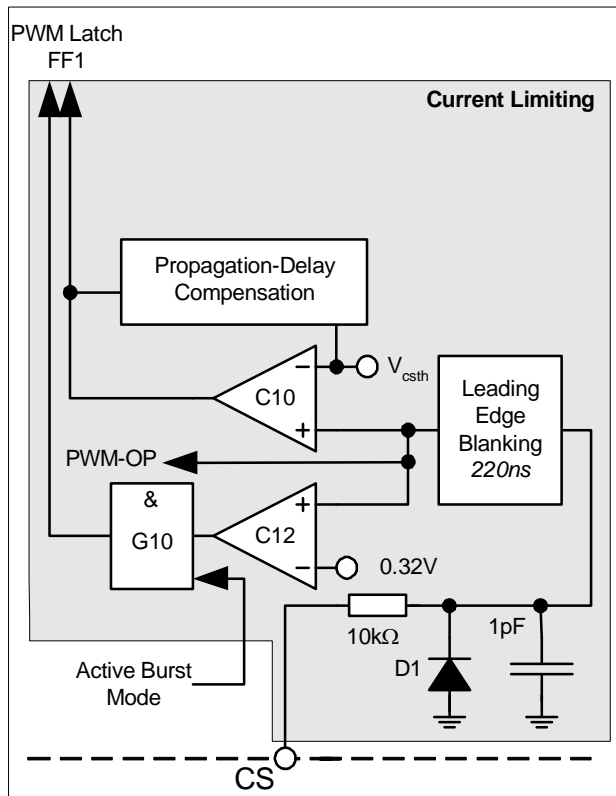 PWM Latch
FF1
Current Limiting
Propagation-Delay
Compensation
−
Vcsth
C10
+
Leading
Edge
Blanking
220ns
PWM-OP
&
G10
+
C12
−
0.32V
10kΩ
1pF
D1
Active Burst
Mode
CS